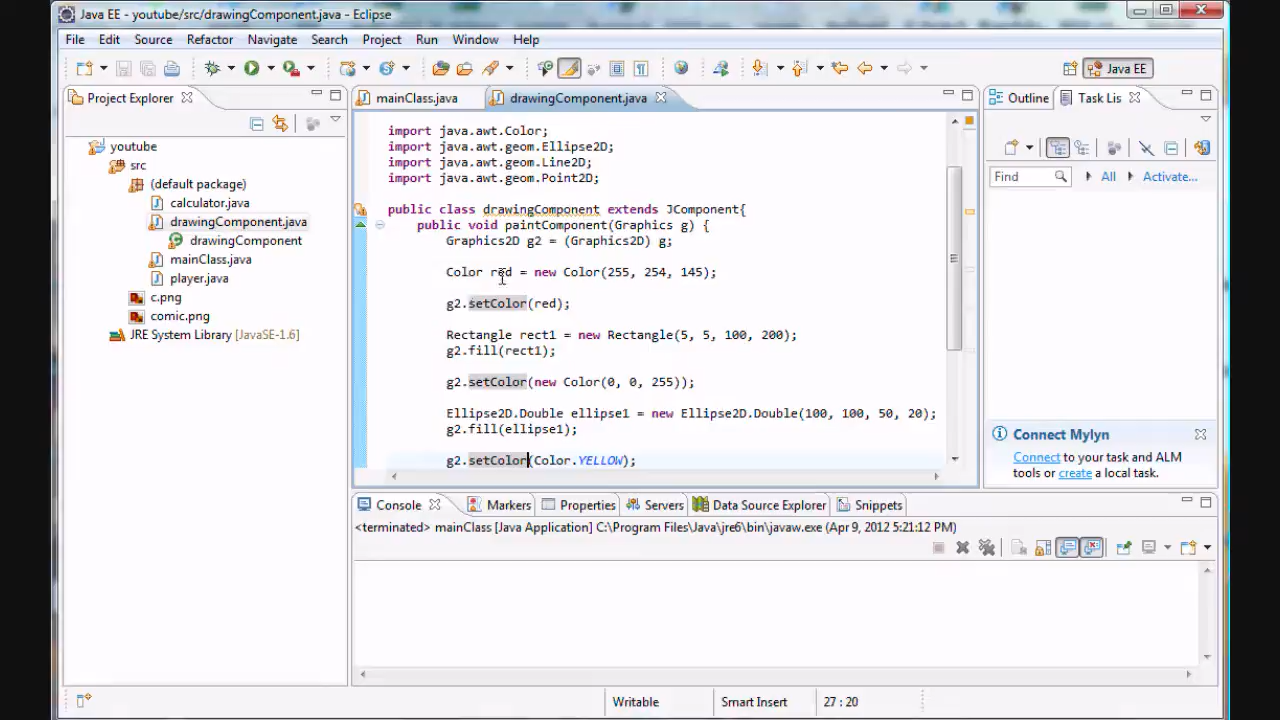 Java EE - youtube/src/drawingComponent.java - Eclipse
File Edit Source Refactor Navigate Search Project Run Window Help
Java EE
Project Explorer
youtube
src
(default package)
calculator.java
drawingComponent.java
drawingComponent
mainClass.java
player.java
c.png
comic.png
JRE System Library [JavaSE-1.6]
mainClass.java drawingComponent.java
import java.awt.Color;
import java.awt.geom.Ellipse2D;
import java.awt.geom.Line2D;
import java.awt.geom.Point2D;
public class drawingComponent extends JComponent{
public void paintComponent(Graphics g) {
Graphics2D g2 = (Graphics2D) g;
Color red = new Color(255, 254, 145);
g2.setColor(red);
Rectangle rect1 = new Rectangle(5, 5, 100, 200);
g2.fill(rect1);
g2.setColor(new Color(0, 0, 255));
Ellipse2D.Double ellipse1 = new Ellipse2D.Double(100, 100, 50, 20);
g2.fill(ellipse1);
g2.setColor(Color.YELLOW);
Outline Task Lis
Find All Activate...
Connect Mylyn
Connect to your task and ALM
tools or create a local task.
Console Markers Properties Servers Data Source Explorer Snippets
<terminated> mainClass [Java Application] C:\Program Files\Java\jre6\bin\javaw.exe (Apr 9, 2012 5:21:12 PM)
Writable Smart Insert 27 : 20